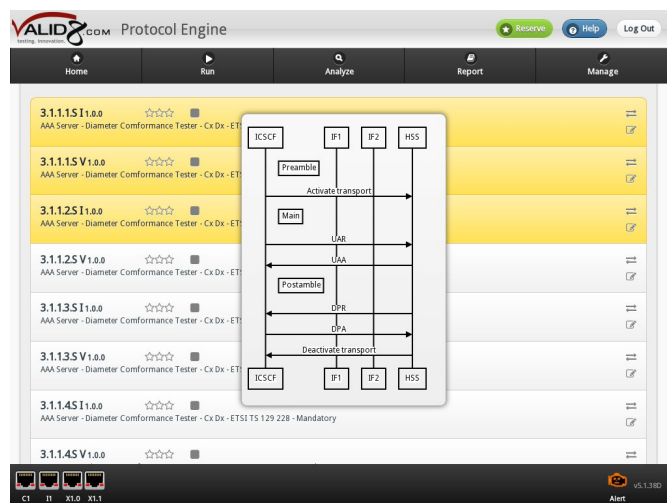 VALID8.COM Protocol Engine
testing. innovation.
Reserve
Help
Log Out
Home
Run
Analyze
Report
Manage
3.1.1.1.S I 1.0.0
AAA Server - Diameter Comformance Tester - Cx Dx - ETS
3.1.1.1.S V 1.0.0
AAA Server - Diameter Comformance Tester - Cx Dx - ETS
3.1.1.2.S I 1.0.0
AAA Server - Diameter Comformance Tester - Cx Dx - ETS
3.1.1.2.S V 1.0.0
AAA Server - Diameter Comformance Tester - Cx Dx - ETS
3.1.1.3.S I 1.0.0
AAA Server - Diameter Comformance Tester - Cx Dx - ETS
3.1.1.3.S V 1.0.0
AAA Server - Diameter Comformance Tester - Cx Dx - ETS
3.1.1.4.S I 1.0.0
AAA Server - Diameter Comformance Tester - Cx Dx - ETSI TS 129 228 - Mandatory
3.1.1.4.S V 1.0.0
ICSCF IF1 IF2 HSS
Preamble
Activate transport
Main
UAR
UAA
Postamble
DPR
DPA
Deactivate transport
ICSCF IF1 IF2 HSS
C1 I1 X1.0 X1.1
Alert
v5.1.38D